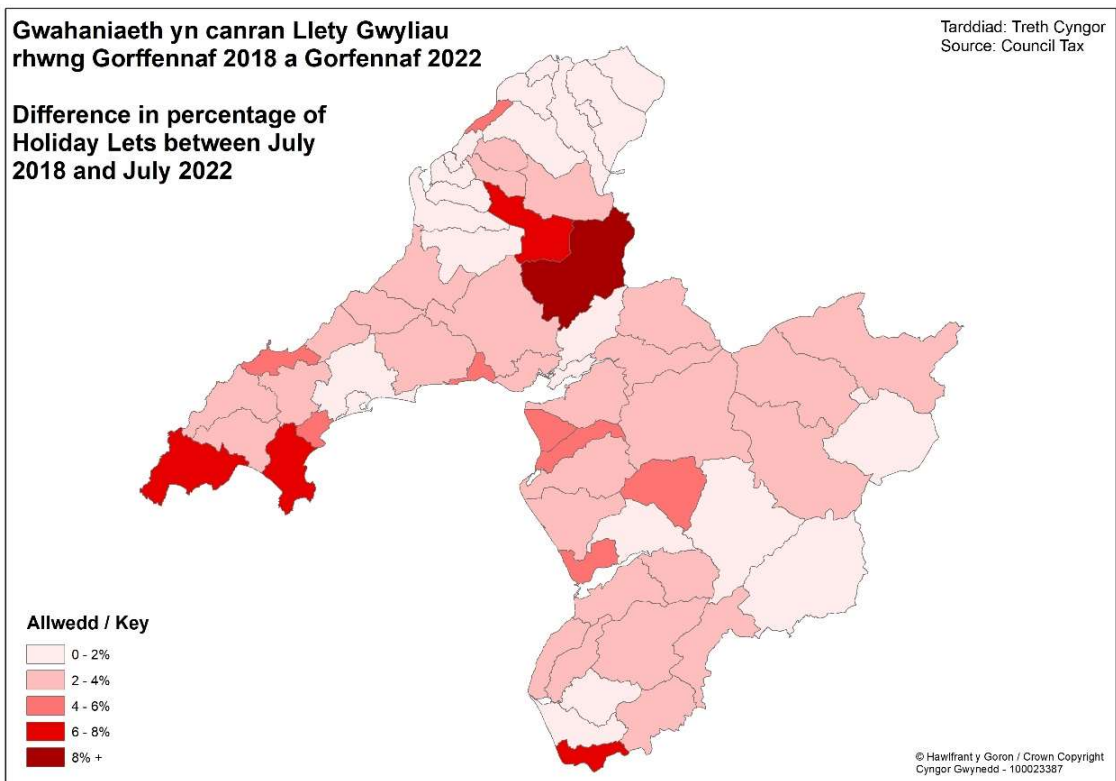 Gwahaniaeth yn canran Llety Gwyliau
rhwng Gorffennaf 2018 a Gorfennaf 2022
Difference in percentage of
Holiday Lets between July
2018 and July 2022
Tarddiad: Treth Cyngor
Source: Council Tax
Allwedd / Key
0 - 2%
2 - 4%
4 - 6%
6 - 8%
8% +
© Hawlfrant y Goron / Crown Copyright
Cyngor Gwynedd - 100023387